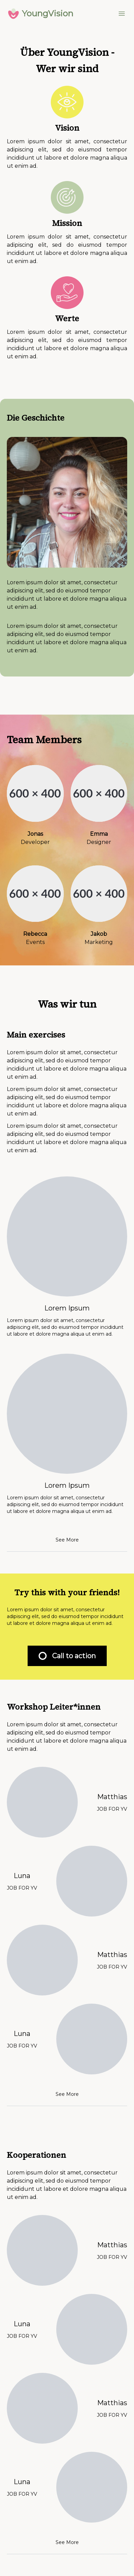 YoungVision
Über YoungVision -
Wer wir sind
Vision
Lorem ipsum dolor sit amet, consectetur
adipiscing elit, sed do eiusmod tempor
incididunt ut labore et dolore magna aliqua
ut enim ad.
Mission
Lorem ipsum dolor sit amet, consectetur
adipiscing elit, sed do eiusmod tempor
incididunt ut labore et dolore magna aliqua
ut enim ad.
Werte
Lorem ipsum dolor sit amet, consectetur
adipiscing elit, sed do eiusmod tempor
incididunt ut labore et dolore magna aliqua
ut enim ad.
Die Geschichte
Lorem ipsum dolor sit amet, consectetur
adipiscing elit, sed do eiusmod tempor
incididunt ut labore et dolore magna aliqua
ut enim ad.
Lorem ipsum dolor sit amet, consectetur
adipiscing elit, sed do eiusmod tempor
incididunt ut labore et dolore magna aliqua
ut enim ad.
Team Members
600 × 400 600 × 400
Jonas Emma
Developer Designer
600 × 400 600 × 400
Rebecca Jakob
Events Marketing
Was wir tun
Main exercises
Lorem ipsum dolor sit amet, consectetur
adipiscing elit, sed do eiusmod tempor
incididunt ut labore et dolore magna aliqua
ut enim ad.
Lorem ipsum dolor sit amet, consectetur
adipiscing elit, sed do eiusmod tempor
incididunt ut labore et dolore magna aliqua
ut enim ad.
Lorem ipsum dolor sit amet, consectetur
adipiscing elit, sed do eiusmod tempor
incididunt ut labore et dolore magna aliqua
ut enim ad.
Lorem Ipsum
Lorem ipsum dolor sit amet, consectetur
adipiscing elit, sed do eiusmod tempor incididunt
ut labore et dolore magna aliqua ut enim ad.
Lorem Ipsum
Lorem ipsum dolor sit amet, consectetur
adipiscing elit, sed do eiusmod tempor incididunt
ut labore et dolore magna aliqua ut enim ad.
See More
Try this with your friends!
Lorem ipsum dolor sit amet, consectetur
adipiscing elit, sed do eiusmod tempor incididunt
ut labore et dolore magna aliqua ut enim ad.
Call to action
Workshop Leiter*innen
Lorem ipsum dolor sit amet, consectetur
adipiscing elit, sed do eiusmod tempor
incididunt ut labore et dolore magna aliqua
ut enim ad.
Matthias
JOB FOR YV
Luna
JOB FOR YV
Matthias
JOB FOR YV
Luna
JOB FOR YV
See More
Kooperationen
Lorem ipsum dolor sit amet, consectetur
adipiscing elit, sed do eiusmod tempor
incididunt ut labore et dolore magna aliqua
ut enim ad.
Matthias
JOB FOR YV
Luna
JOB FOR YV
Matthias
JOB FOR YV
Luna
JOB FOR YV
See More